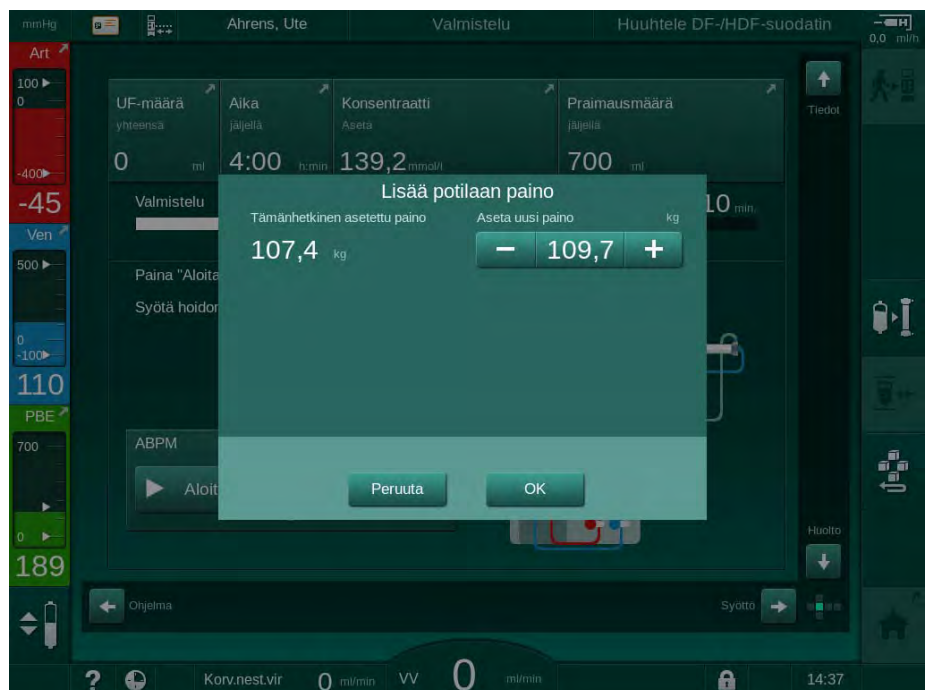 mmHg Ahrens, Ute Valmistelu Huuhtele DF-/HDF-suodatin
H
0,0 ml/h
Art
100
0
-400
-45
Ven
500
0
-100
110
PBE
700
0
189
UF-määrä Aika Konsentraatti Praimausmäärä
yhteensä jäljellä Aseta jäljellä
0 ml 4:00 h:min 139,2 mmol/l 700 ml
Tiedot
Valmistelu 10 min.
Lisää potilaan paino
Tämänhetkinen asetettu paino Aseta uusi paino kg
107,4 kg − 109,7 +
Paina "Aloita
Syötä hoidon
ABPM
Aloit
Peruuta OK
Huolto
Ohjelma Syöttö
? Korv.nest.vir 0 ml/min VV 0 ml/min 14:37